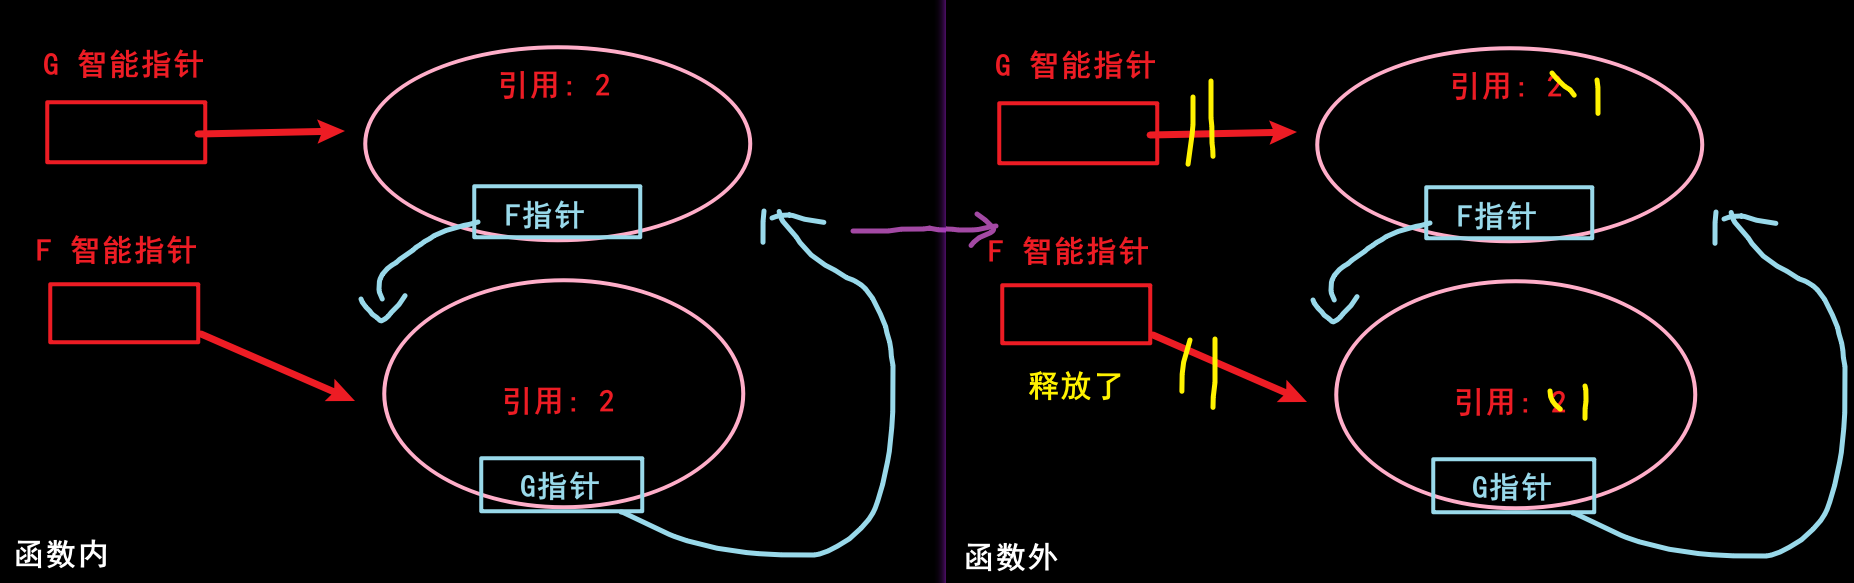 G 智能指针
引用: 2
F指针
F 智能指针
引用: 2
G指针
函数内
G 智能指针
引用: 2 1
F指针
F 智能指针
释放了
引用: 2 1
G指针
函数外